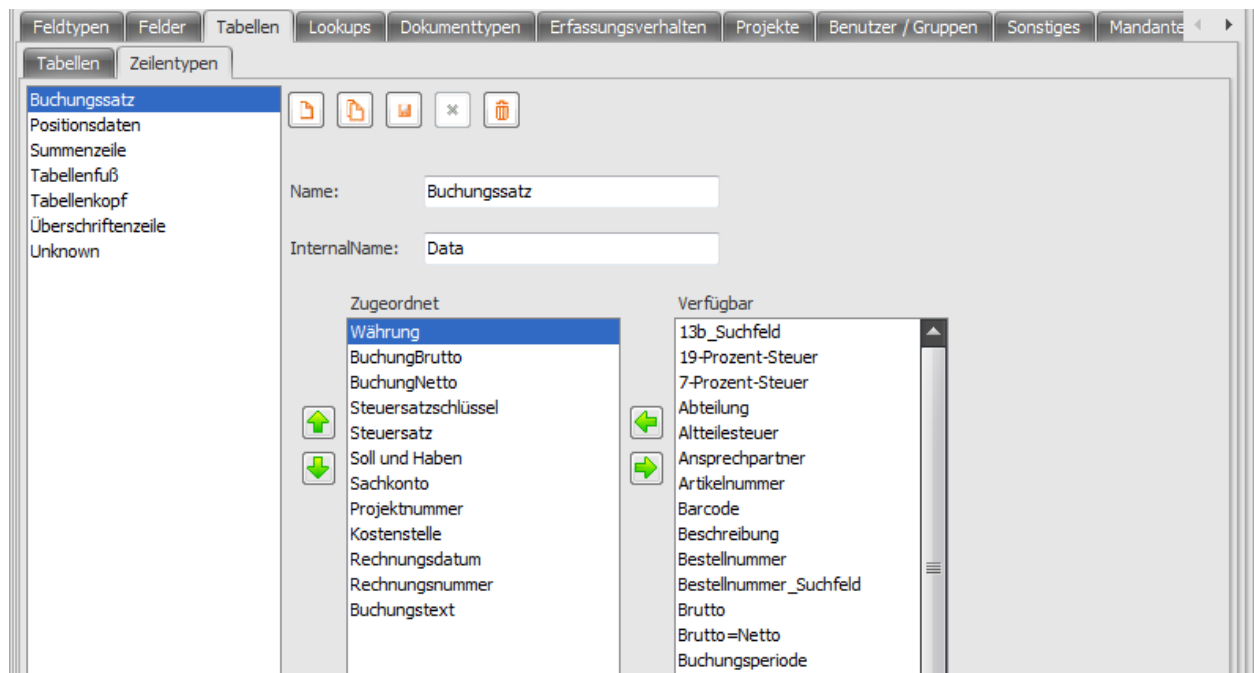 Feldtypen Felder Tabellen Lookups Dokumenttypen Erfassungsverhalten Projekte Benutzer / Gruppen Sonstiges Mandante
Tabellen Zeilentypen
Buchungssatz
Positionsdaten
Summenzeile
Tabellenfuß
Tabellenkopf
Überschriftenzeile
Unknown
Name: Buchungssatz
InternalName: Data
Zugeordnet
Währung
BuchungBrutto
BuchungNetto
Steuersatzschlüssel
Steuersatz
Soll und Haben
Sachkonto
Projektnummer
Kostenstelle
Rechnungsdatum
Rechnungsnummer
Buchungstext
Verfügbar
13b_Suchfeld
19-Prozent-Steuer
7-Prozent-Steuer
Abteilung
Altteilesteuer
Ansprechpartner
Artikelnummer
Barcode
Beschreibung
Bestellnummer
Bestellnummer_Suchfeld
Brutto
Brutto=Netto
Buchungsperiode